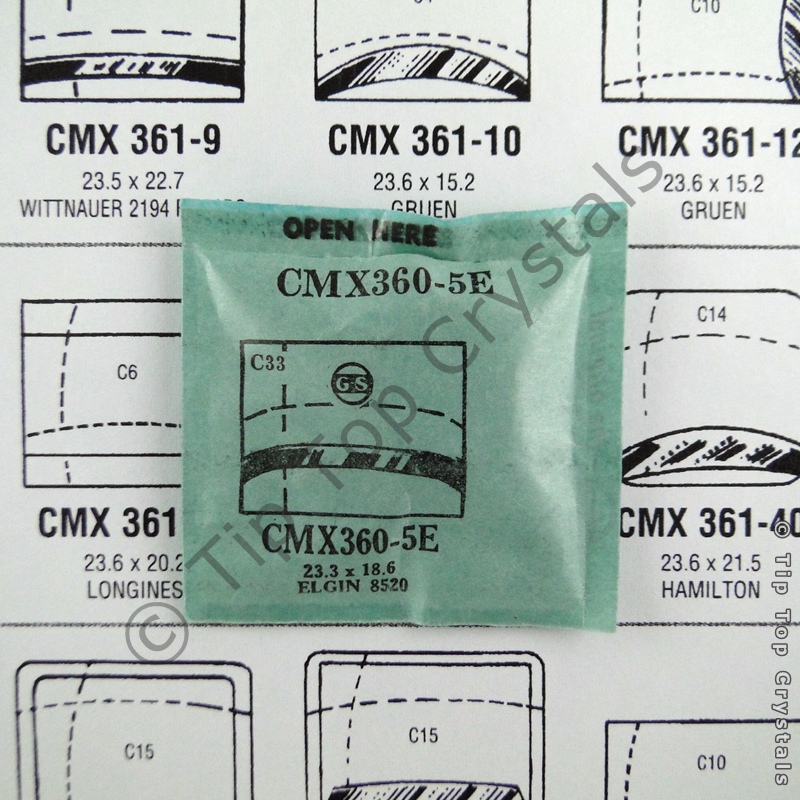 C10
CMX 361-9
23.5 x 22.7
WITTNAUER 2194
CMX 361-10
23.6 x 15.2
GRUEN
CMX 361-12
23.6 x 15.2
GRUEN
OPEN HERE
CMX360-5E
C33
GS
CMX360-5E
23.3 x 18.6
ELGIN 8520
C6
CMX 361
23.6 x 20.2
LONGINES
C14
CMX 361-40
23.6 x 21.5
HAMILTON
C15
C15
C10
© Tip Top Crystals
© Tip Top Crystals